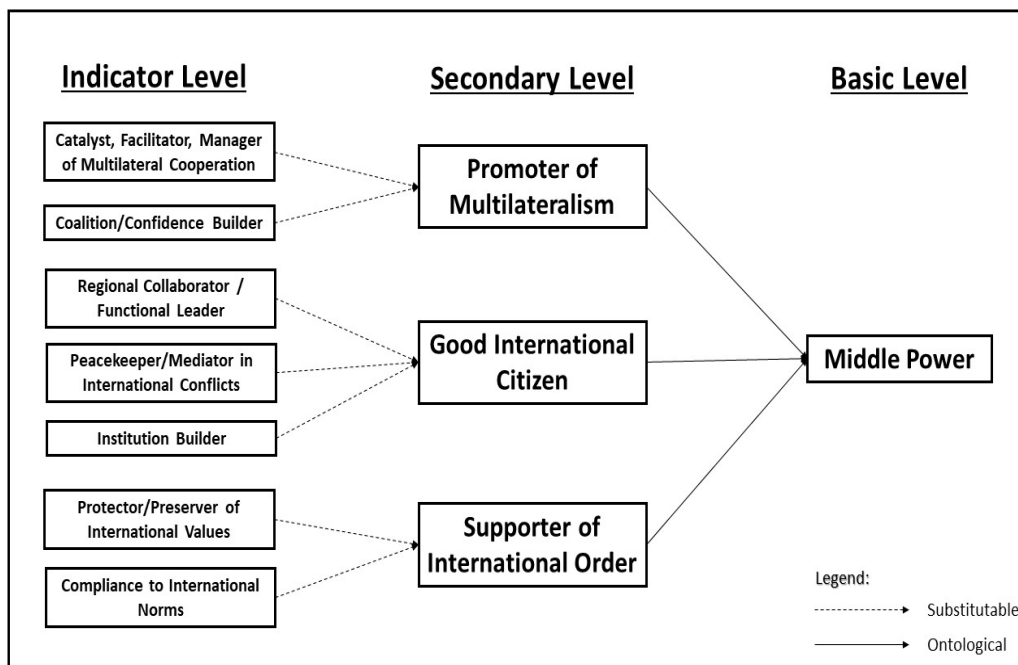 Indicator Level
Secondary Level
Basic Level
Catalyst, Facilitator, Manager
of Multilateral Cooperation
Coalition/Confidence Builder
Regional Collaborator /
Functional Leader
Peacekeeper/Mediator in
International Conflicts
Institution Builder
Protector/Preserver of
International Values
Compliance to International
Norms
Promoter of
Multilateralism
Good International
Citizen
Supporter of
International Order
Middle Power
Legend:
Substitutable
Ontological